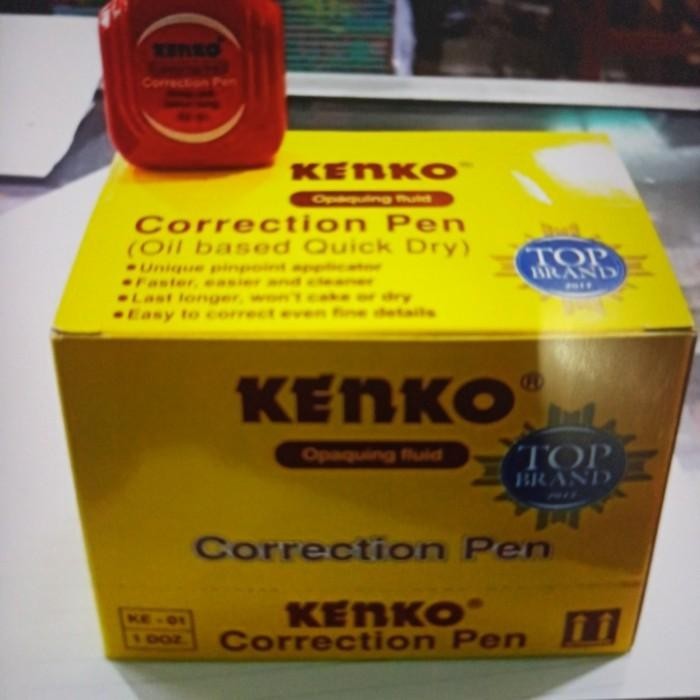 KENKO
Correction Pen
KENKO®
Opaquing fluid
Correction Pen
(Oil based Quick Dry)
• Unique pinpoint applicator
• Faster, easier and cleaner
• Last longer, won't cake or dry
• Easy to correct even fine details
TOP
BRAND
2017
KENKO®
Opaquing fluid
TOP
BRAND
2017
Correction Pen
KE - 01
1 DOZ.
KENKO®
Correction Pen